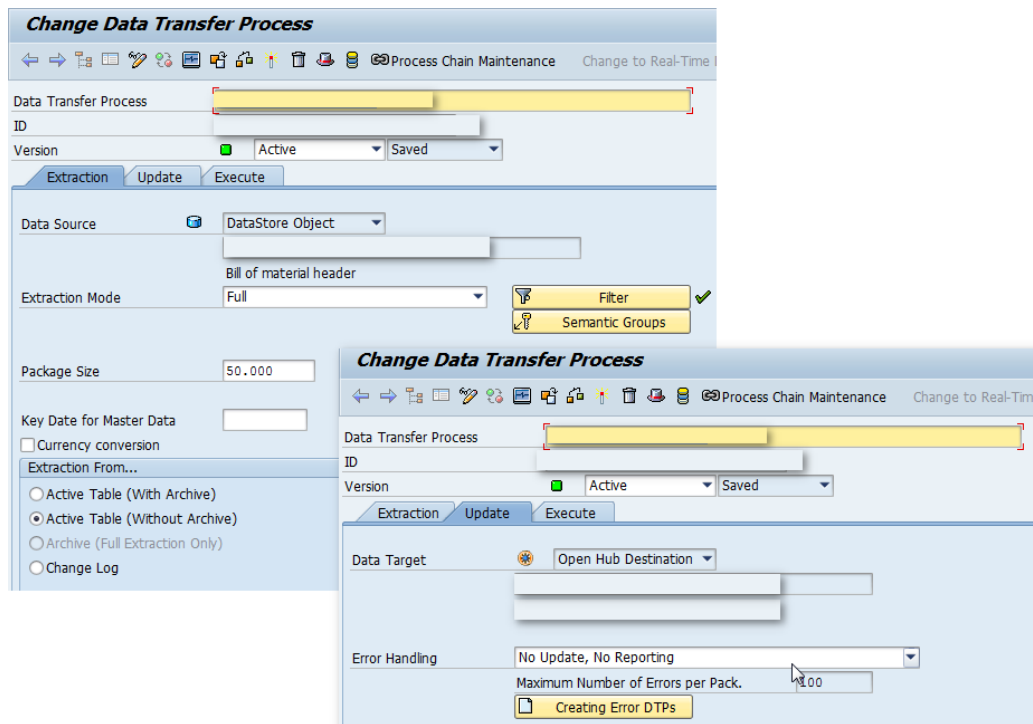 Change Data Transfer Process
Process Chain Maintenance Change to Real-Time
Data Transfer Process
ID
Version Active Saved
Extraction Update Execute
Data Source DataStore Object
Bill of material header
Extraction Mode Full Filter
Semantic Groups
Package Size 50.000
Key Date for Master Data
Currency conversion
Extraction From...
Active Table (With Archive)
Active Table (Without Archive)
Archive (Full Extraction Only)
Change Log
Change Data Transfer Process
Process Chain Maintenance Change to Real-Time
Data Transfer Process
ID
Version Active Saved
Extraction Update Execute
Data Target Open Hub Destination
Error Handling No Update, No Reporting
Maximum Number of Errors per Pack. 100
Creating Error DTPs